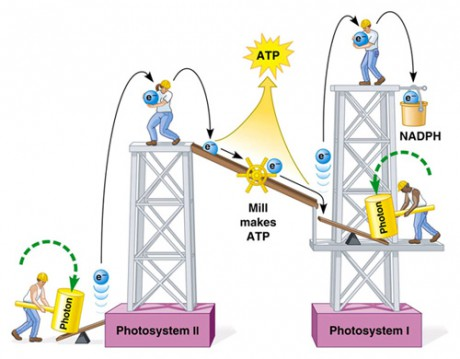 ATP
e⁻
e⁻
NADPH
e⁻
e⁻
e⁻
e⁻
Mill
makes
ATP
Photon
e⁻
Photon
Photosystem II
Photosystem I